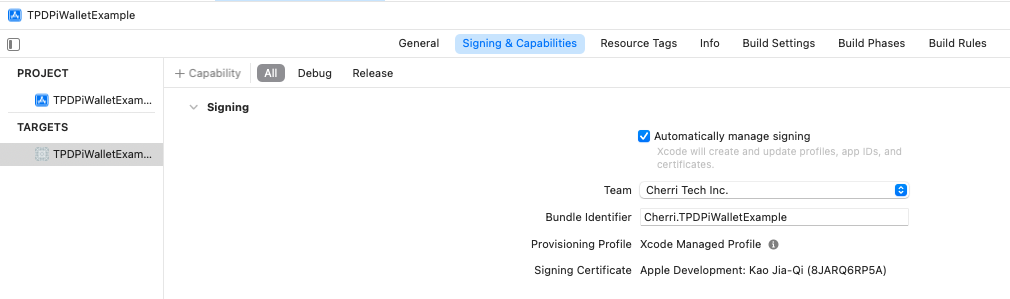 TPDPiWalletExample
General Signing & Capabilities Resource Tags Info Build Settings Build Phases Build Rules
PROJECT
TPDPiWalletExam...
TARGETS
TPDPiWalletExam...
+ Capability All Debug Release
Signing
Automatically manage signing
Xcode will create and update profiles, app IDs, and
certificates.
Team Cherri Tech Inc.
Bundle Identifier Cherri.TPDPiWalletExample
Provisioning Profile Xcode Managed Profile
Signing Certificate Apple Development: Kao Jia-Qi (8JARQ6RP5A)